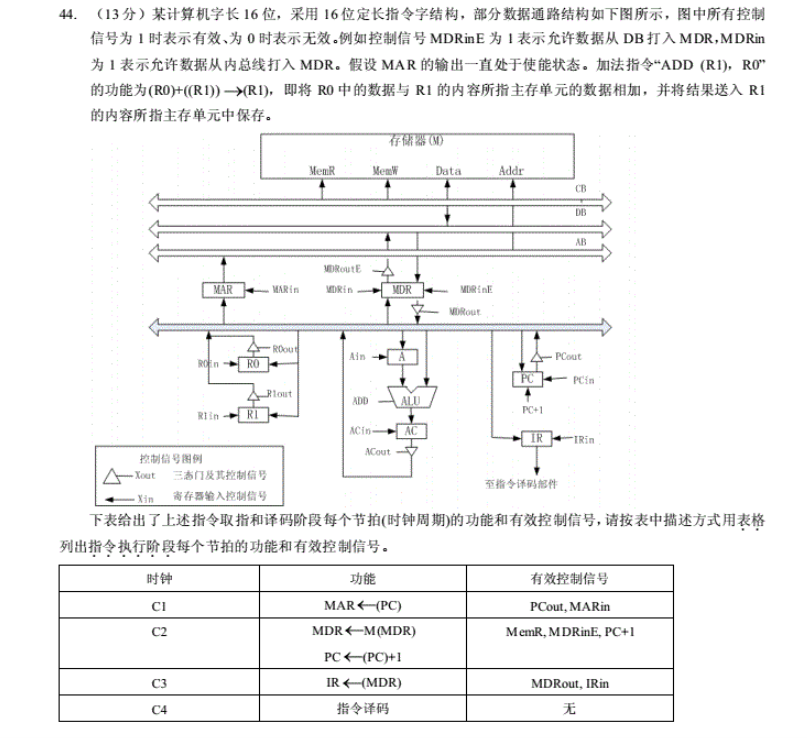 44. （13分）某计算机字长16位，采用16位定长指令字结构，部分数据通路结构如下图所示，图中所有控制
信号为1时表示有效、为0时表示无效。例如控制信号MDRinE为1表示允许数据从DB打入MDR，MDRin
为1表示允许数据从内总线打入MDR。假设MAR的输出一直处于使能状态。加法指令“ADD (R1)，R0”
的功能为(R0)+((R1))→(R1)，即将R0中的数据与R1的内容所指主存单元的数据相加，并将结果送入R1
的内容所指主存单元中保存。
存储器(M)
MemR MemW Data Addr
CB
DB
AB
MDRoutE
MAR MARin MDRin MDR MDRinE
MDRout
R0out Ain A PCout
R0in R0 PC PCin
R1out ADD ALU PC+1
R1in R1 ACin AC IR IRin
ACout
控制信号图例
Xout 三态门及其控制信号
Xin 寄存器输入控制信号
至指令译码部件
下表给出了上述指令取指和译码阶段每个节拍(时钟周期)的功能和有效控制信号，请按表中描述方式用表格
列出指令执行阶段每个节拍的功能和有效控制信号。
时钟 功能 有效控制信号
C1 MAR←(PC) PCout, MARin
C2 MDR←M(MDR) MemR, MDRinE, PC+1
PC←(PC)+1
C3 IR←(MDR) MDRout, IRin
C4 指令译码 无